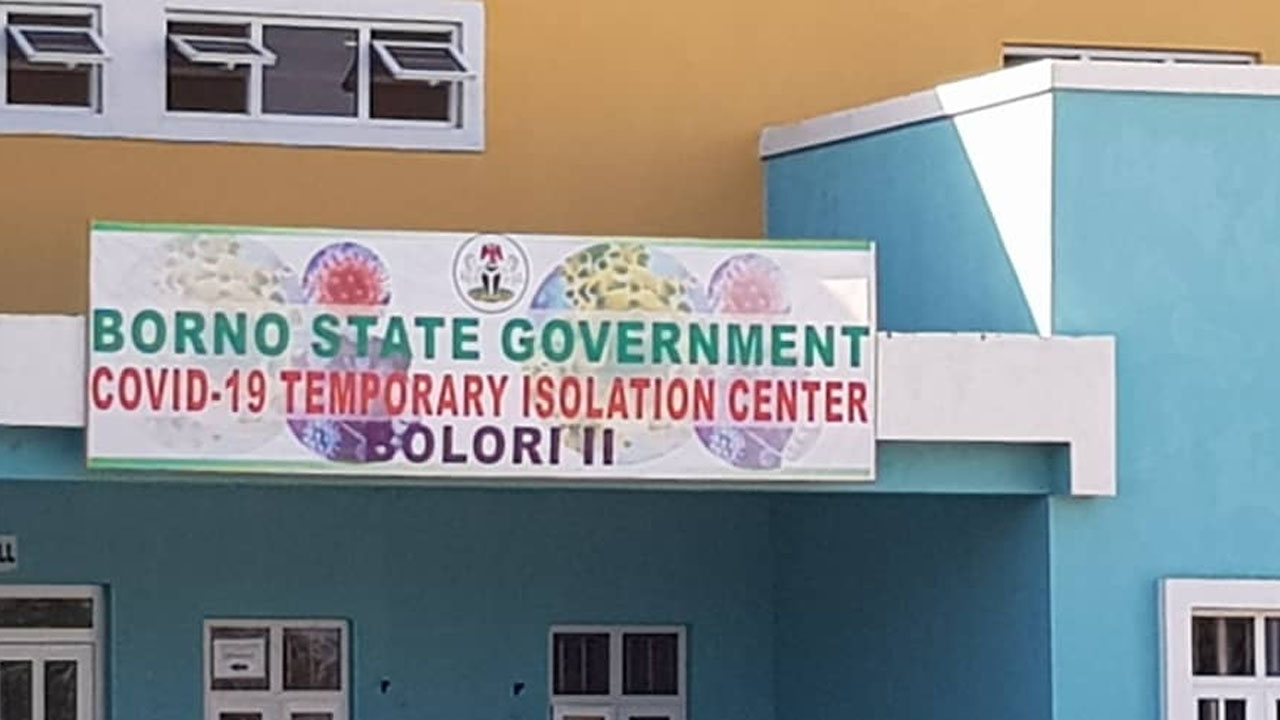 BORNO STATE GOVERNMENT
COVID-19 TEMPORARY ISOLATION CENTER
BOLORI II